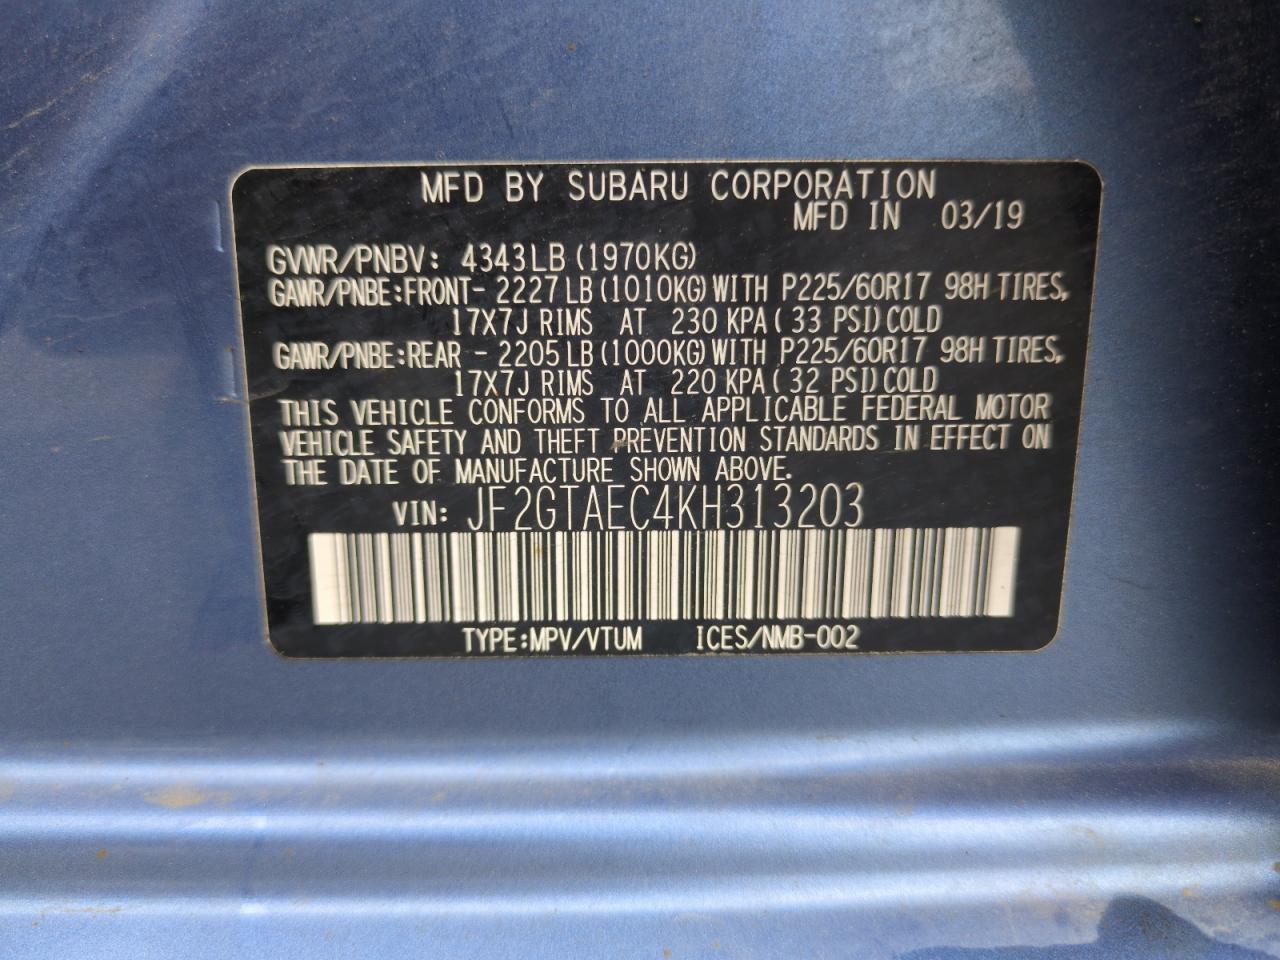 MFD BY SUBARU CORPORATION
MFD IN 03/19
GVWR/PNBV: 4343LB (1970KG)
GAWR/PNBE:FRONT- 2227LB (1010KG) WITH P225/60R17 98H TIRES,
17X7J RIMS AT 230 KPA ( 33 PSI) COLD
GAWR/PNBE:REAR - 2205LB (1000KG) WITH P225/60R17 98H TIRES,
17X7J RIMS AT 220 KPA ( 32 PSI) COLD
THIS VEHICLE CONFORMS TO ALL APPLICABLE FEDERAL MOTOR
VEHICLE SAFETY AND THEFT PREVENTION STANDARDS IN EFFECT ON
THE DATE OF MANUFACTURE SHOWN ABOVE.
VIN: JF2GTAEC4KH313203
TYPE:MPV/VTUM ICES/NMB-002